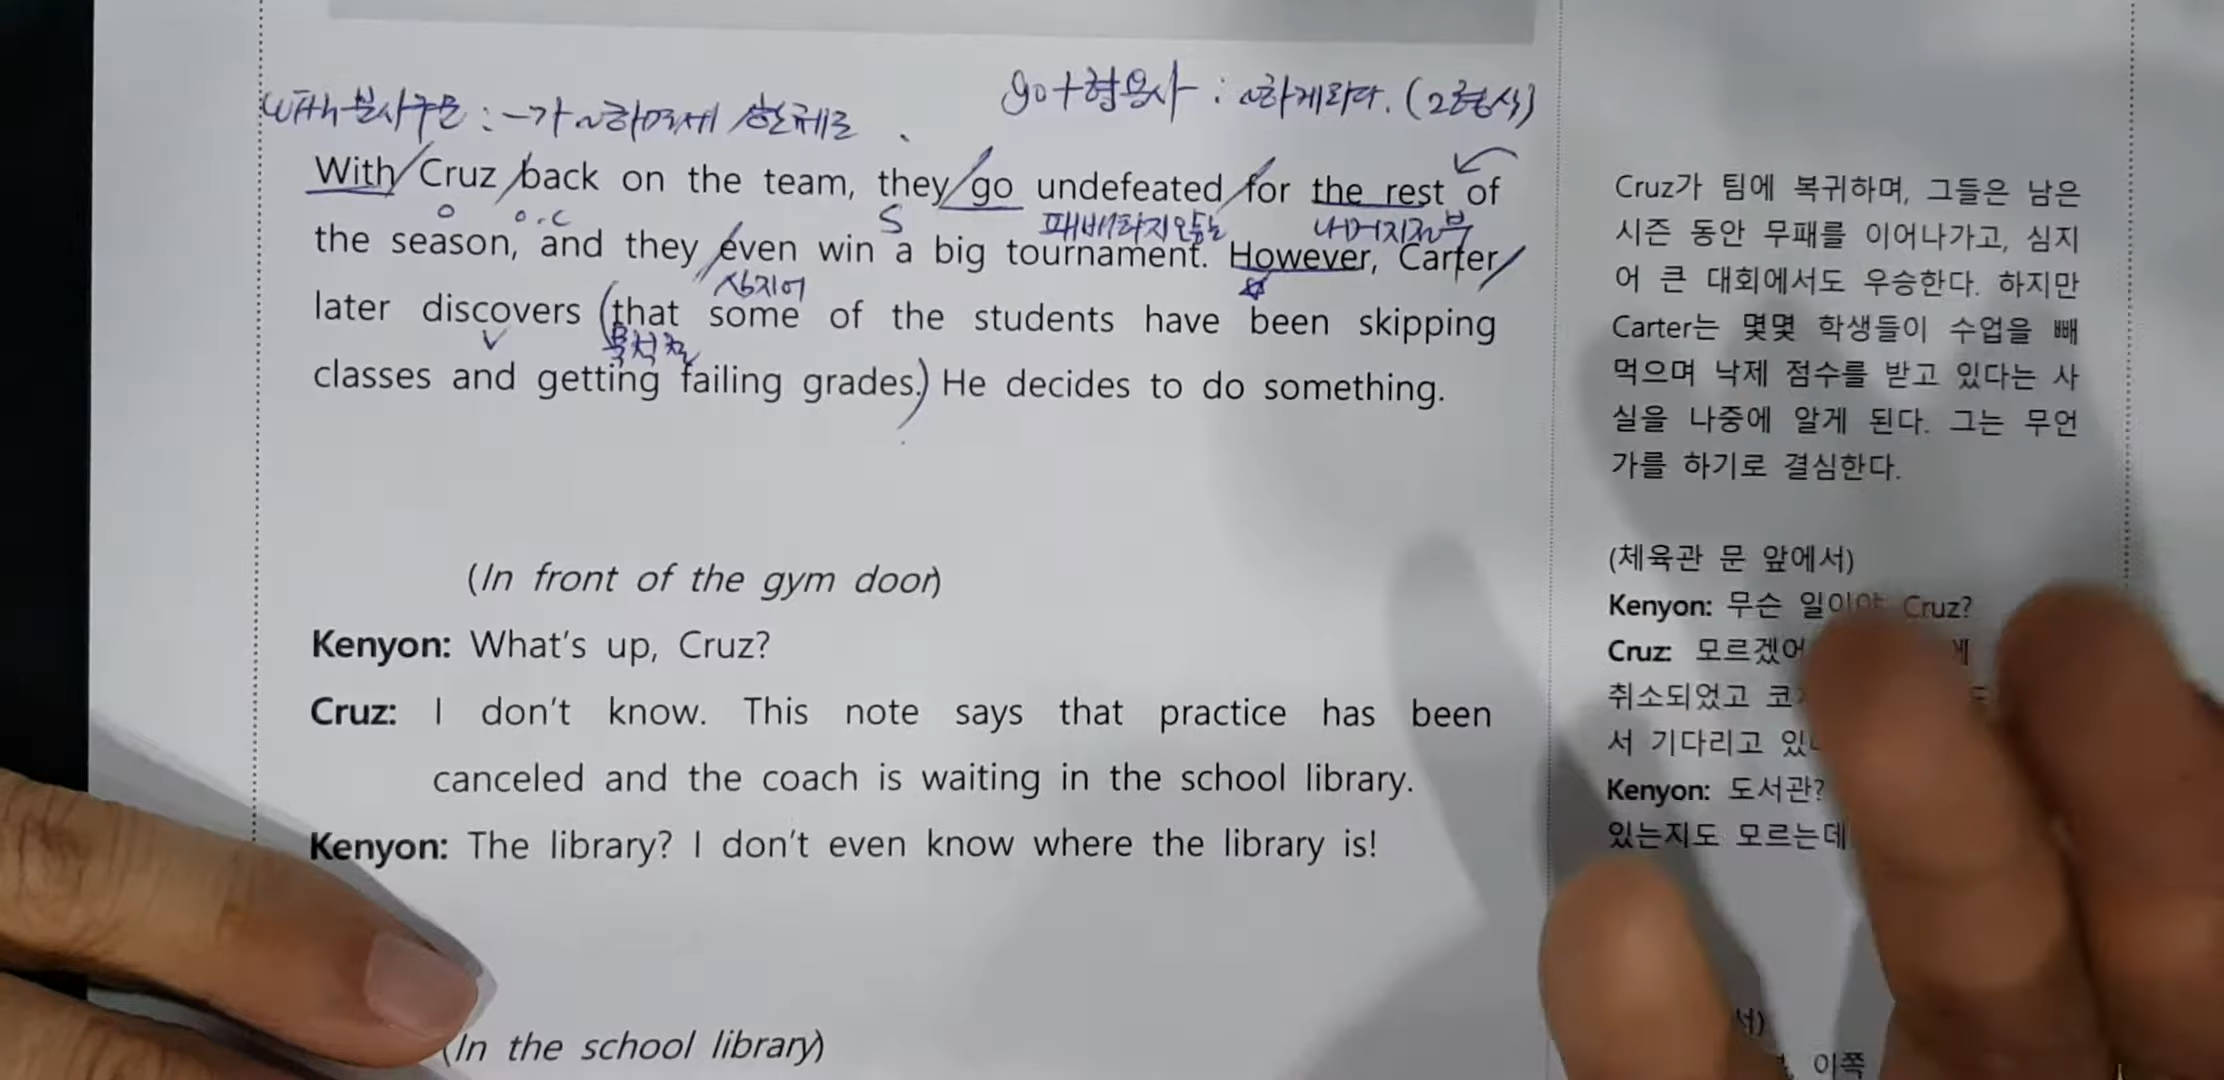 with분사구문 : -가 ~하면서 / 한채로
go+형용사 : ~하게되다. (2형식)
With Cruz back on the team, they go undefeated for the rest of
O O.C S 패배하지않는 나머지전부
the season, and they even win a big tournament. However, Carter
심지어
later discovers (that some of the students have been skipping
V 목적절
classes and getting failing grades.) He decides to do something.
(In front of the gym door)
Kenyon: What's up, Cruz?
Cruz: I don't know. This note says that practice has been
canceled and the coach is waiting in the school library.
Kenyon: The library? I don't even know where the library is!
(In the school library)
Cruz가 팀에 복귀하며, 그들은 남은
시즌 동안 무패를 이어나가고, 심지
어 큰 대회에서도 우승한다. 하지만
Carter는 몇몇 학생들이 수업을 빼
먹으며 낙제 점수를 받고 있다는 사
실을 나중에 알게 된다. 그는 무언
가를 하기로 결심한다.
(체육관 문 앞에서)
Kenyon: 무슨 일이야 Cruz?
Cruz: 모르겠어
취소되었고
서 기다리고
Kenyon: 도서관?
있는지도 모르는데
이쪽